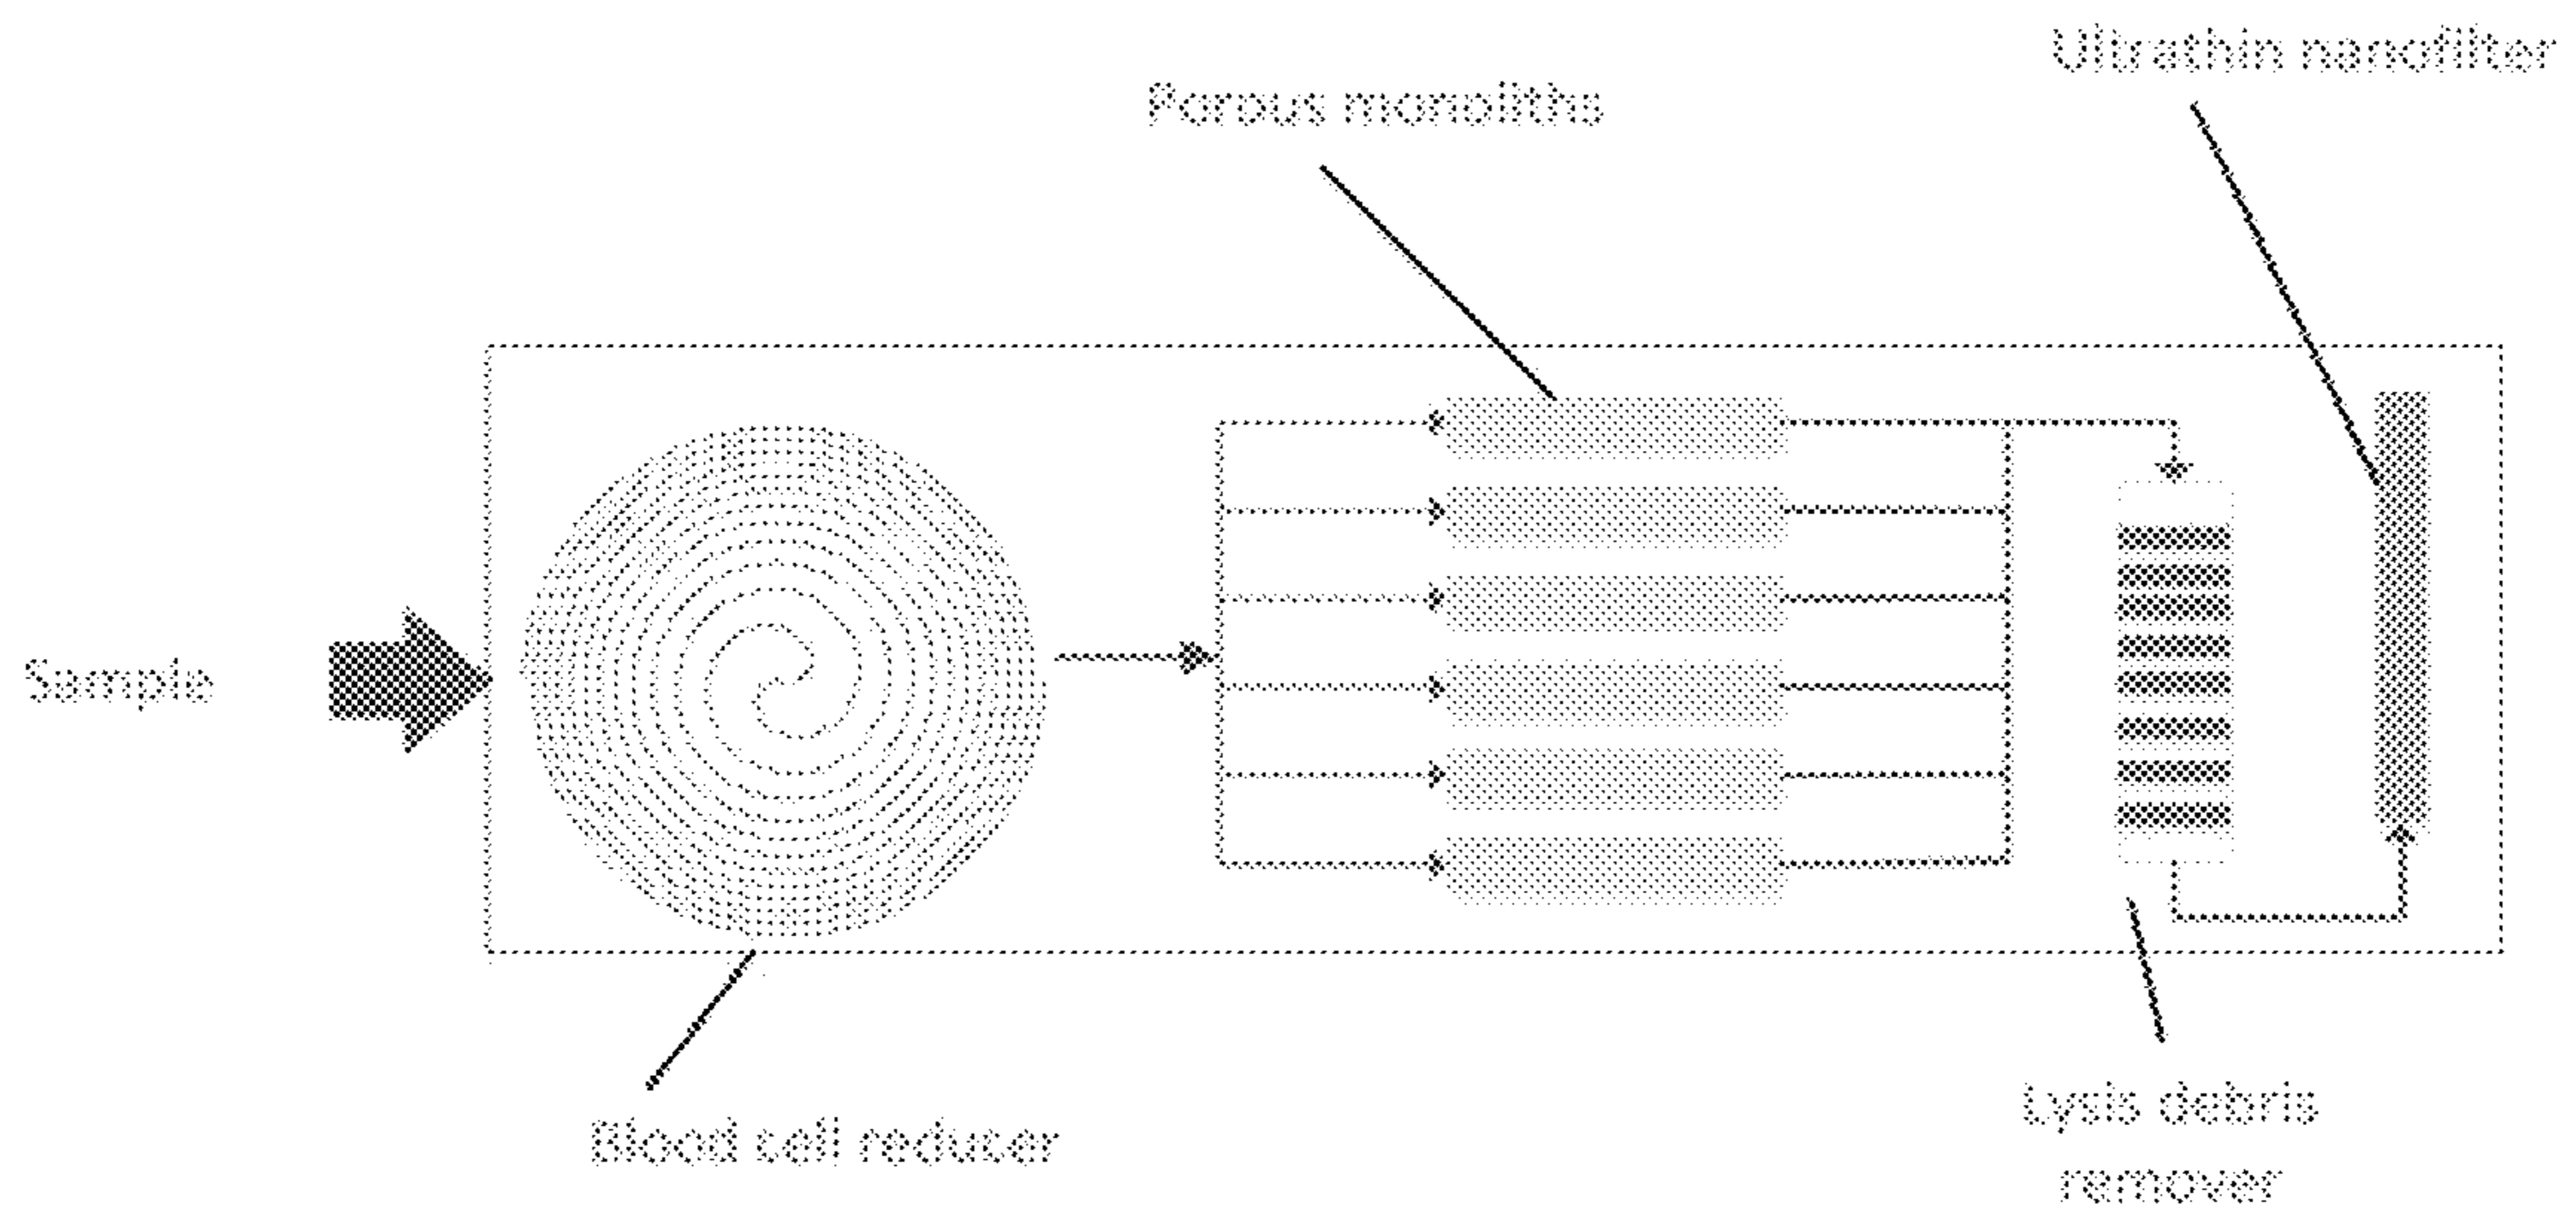 Ultrathin nanofilter
Porous monoliths
Sample
Blood cell reducer
Lysis debris
remover